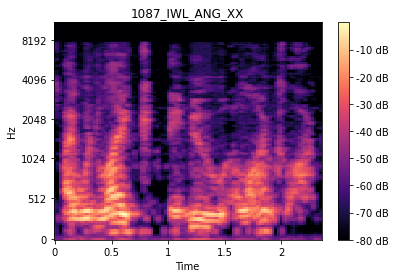 1087_IWL_ANG_XX
8192
4096
2048
1024
512
0
Hz
0 0.5 1 1.5 2
Time
-10 dB
-20 dB
-30 dB
-40 dB
-50 dB
-60 dB
-70 dB
-80 dB